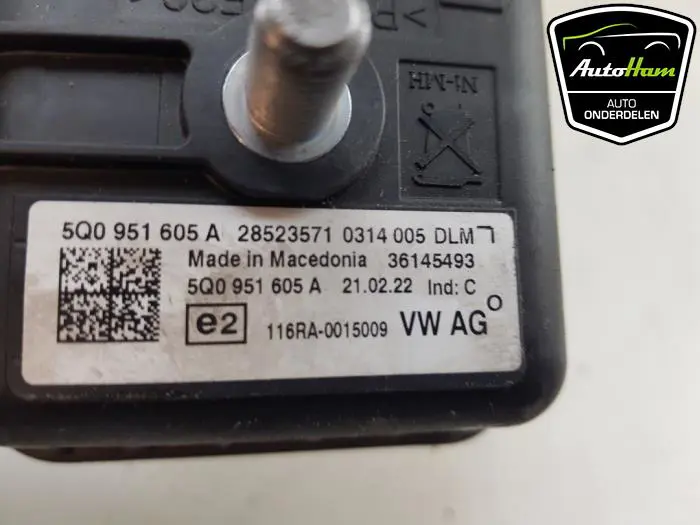 AutoHam
AUTO
ONDERDELEN
Ni-MH
5Q0 951 605 A 28523571 0314 005 DLM
Made in Macedonia 36145493
5Q0 951 605 A 21.02.22 Ind: C
e2 116RA-0015009 VW AG